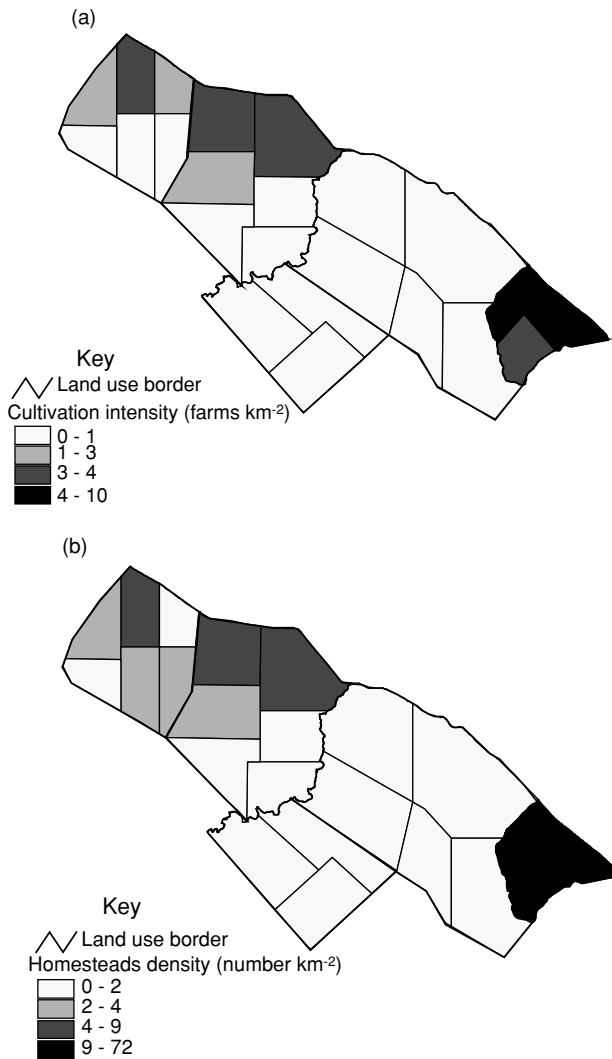 (a)
Key
Land use border
Cultivation intensity (farms km⁻²)
0 - 1
1 - 3
3 - 4
4 - 10
(b)
Key
Land use border
Homesteads density (number km⁻²)
0 - 2
2 - 4
4 - 9
9 - 72